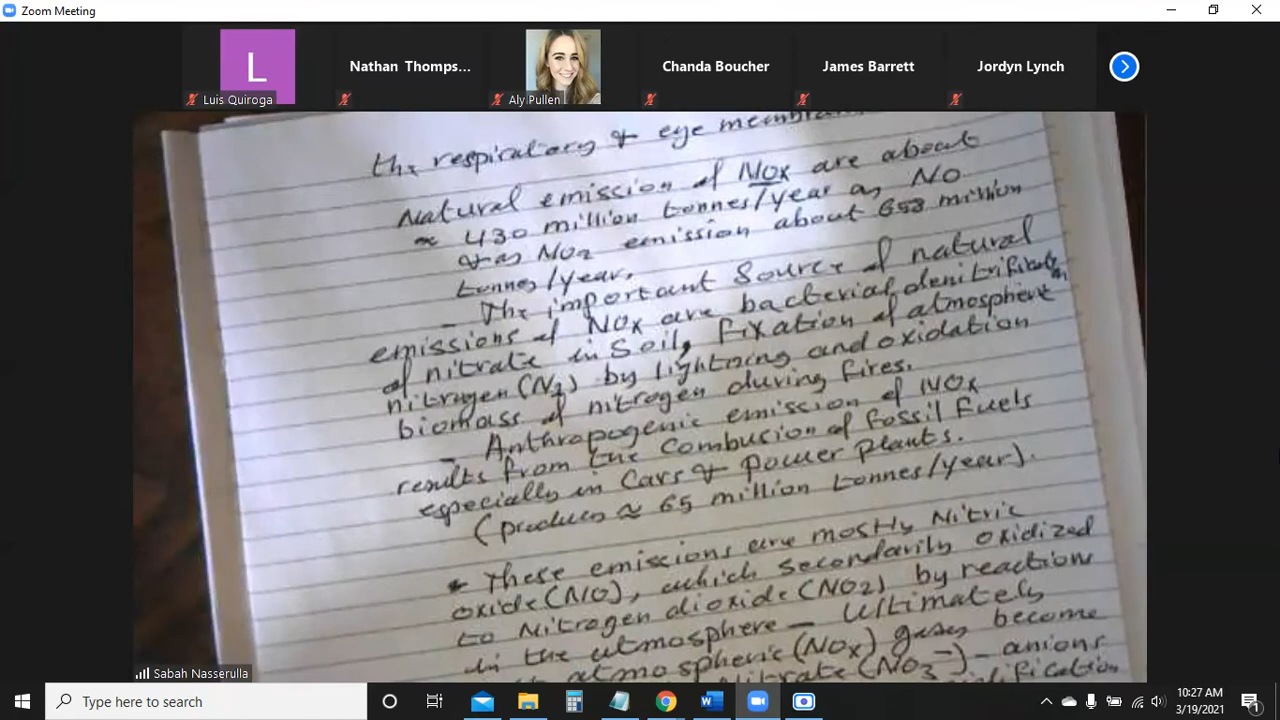 Zoom Meeting
L
Luis Quiroga
Nathan Thomps...
Aly Pullen
Chanda Boucher
James Barrett
Jordyn Lynch
the respiratory & eye
Natural emission of NOx are about
≈ 430 million tonnes/year as NO
& as NO2 emission about 658 million
tonnes/year.
- The important Source of natural
emissions of NOx are bacterial
of nitrate in Soil, Fixation of atmospheric
nitrogen (N2) by lightning and oxidation
biomass of nitrogen during fires.
- Anthropogenic emission of NOx
results from the Combusion of Fossil Fuels
especially in Cars & Power Plants.
(produces ≈ 65 million tonnes/year).
These emissions are mostly Nitric
oxide (NO), which secondarily oxidized
to Nitrogen dioxide (NO2) by reactions
in the atmosphere - Ultimately
atmospheric (NOx) gases become
(NO3-) - anions
Sabah Nasserulla
Type here to search
10:27 AM
3/19/2021
1